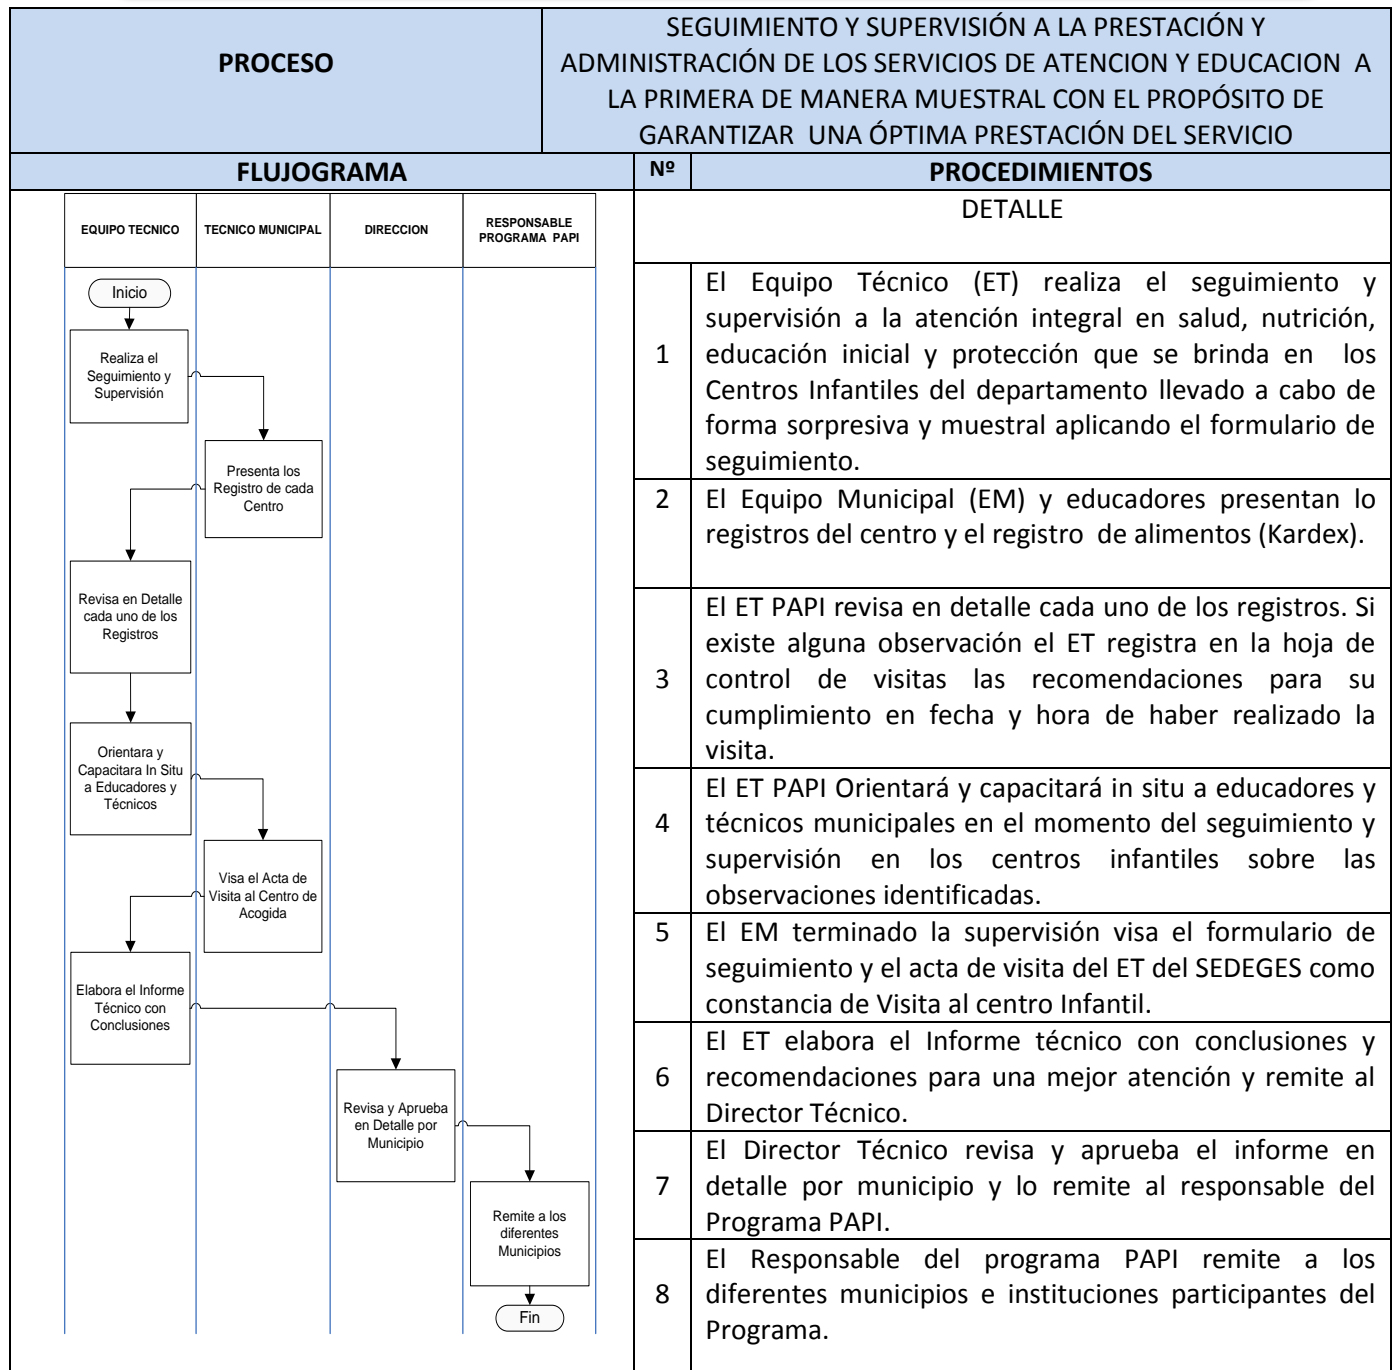 PROCESO
SEGUIMIENTO Y SUPERVISIÓN A LA PRESTACIÓN Y
ADMINISTRACIÓN DE LOS SERVICIOS DE ATENCION Y EDUCACION A
LA PRIMERA DE MANERA MUESTRAL CON EL PROPÓSITO DE
GARANTIZAR UNA ÓPTIMA PRESTACIÓN DEL SERVICIO
FLUJOGRAMA
Nº
PROCEDIMIENTOS
EQUIPO TECNICO
TECNICO MUNICIPAL
DIRECCION
RESPONSABLE
PROGRAMA PAPI
Inicio
Realiza el
Seguimiento y
Supervisión
Presenta los
Registro de cada
Centro
Revisa en Detalle
cada uno de los
Registros
Orientara y
Capacitara In Situ
a Educadores y
Técnicos
Visa el Acta de
Visita al Centro de
Acogida
Elabora el Informe
Técnico con
Conclusiones
Revisa y Aprueba
en Detalle por
Municipio
Remite a los
diferentes
Municipios
Fin
DETALLE
1
El Equipo Técnico (ET) realiza el seguimiento y
supervisión a la atención integral en salud, nutrición,
educación inicial y protección que se brinda en los
Centros Infantiles del departamento llevado a cabo de
forma sorpresiva y muestral aplicando el formulario de
seguimiento.
2
El Equipo Municipal (EM) y educadores presentan lo
registros del centro y el registro de alimentos (Kardex).
3
El ET PAPI revisa en detalle cada uno de los registros. Si
existe alguna observación el ET registra en la hoja de
control de visitas las recomendaciones para su
cumplimiento en fecha y hora de haber realizado la
visita.
4
El ET PAPI Orientará y capacitará in situ a educadores y
técnicos municipales en el momento del seguimiento y
supervisión en los centros infantiles sobre las
observaciones identificadas.
5
El EM terminado la supervisión visa el formulario de
seguimiento y el acta de visita del ET del SEDEGES como
constancia de Visita al centro Infantil.
6
El ET elabora el Informe técnico con conclusiones y
recomendaciones para una mejor atención y remite al
Director Técnico.
7
El Director Técnico revisa y aprueba el informe en
detalle por municipio y lo remite al responsable del
Programa PAPI.
8
El Responsable del programa PAPI remite a los
diferentes municipios e instituciones participantes del
Programa.